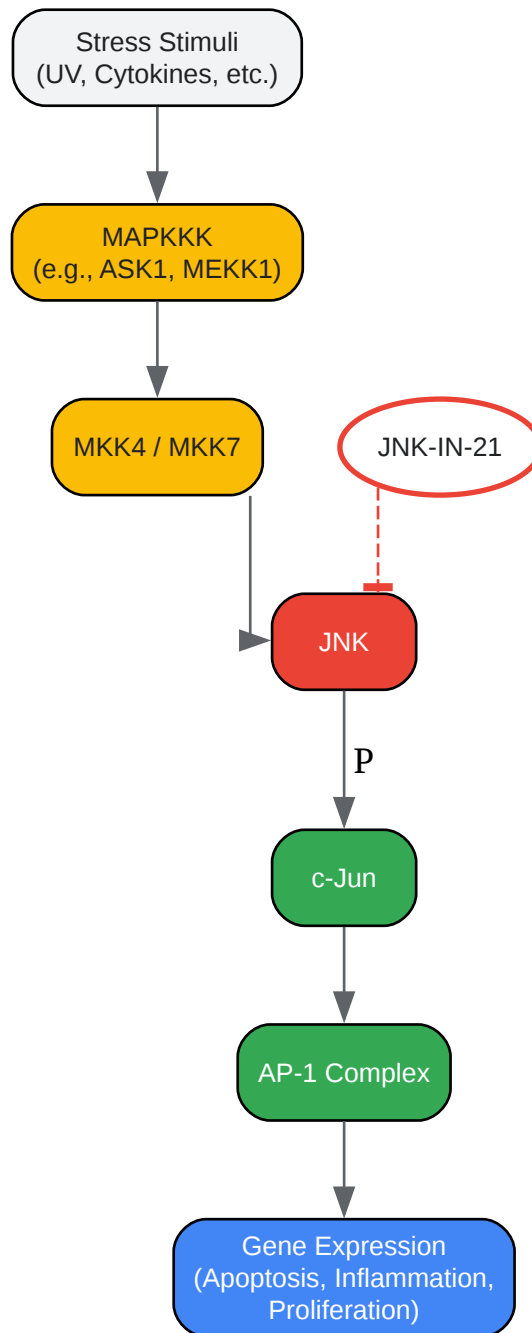 Stress Stimuli
(UV, Cytokines, etc.)
MAPKKK
(e.g., ASK1, MEKK1)
MKK4 / MKK7
JNK-IN-21
JNK
P
c-Jun
AP-1 Complex
Gene Expression
(Apoptosis, Inflammation,
Proliferation)